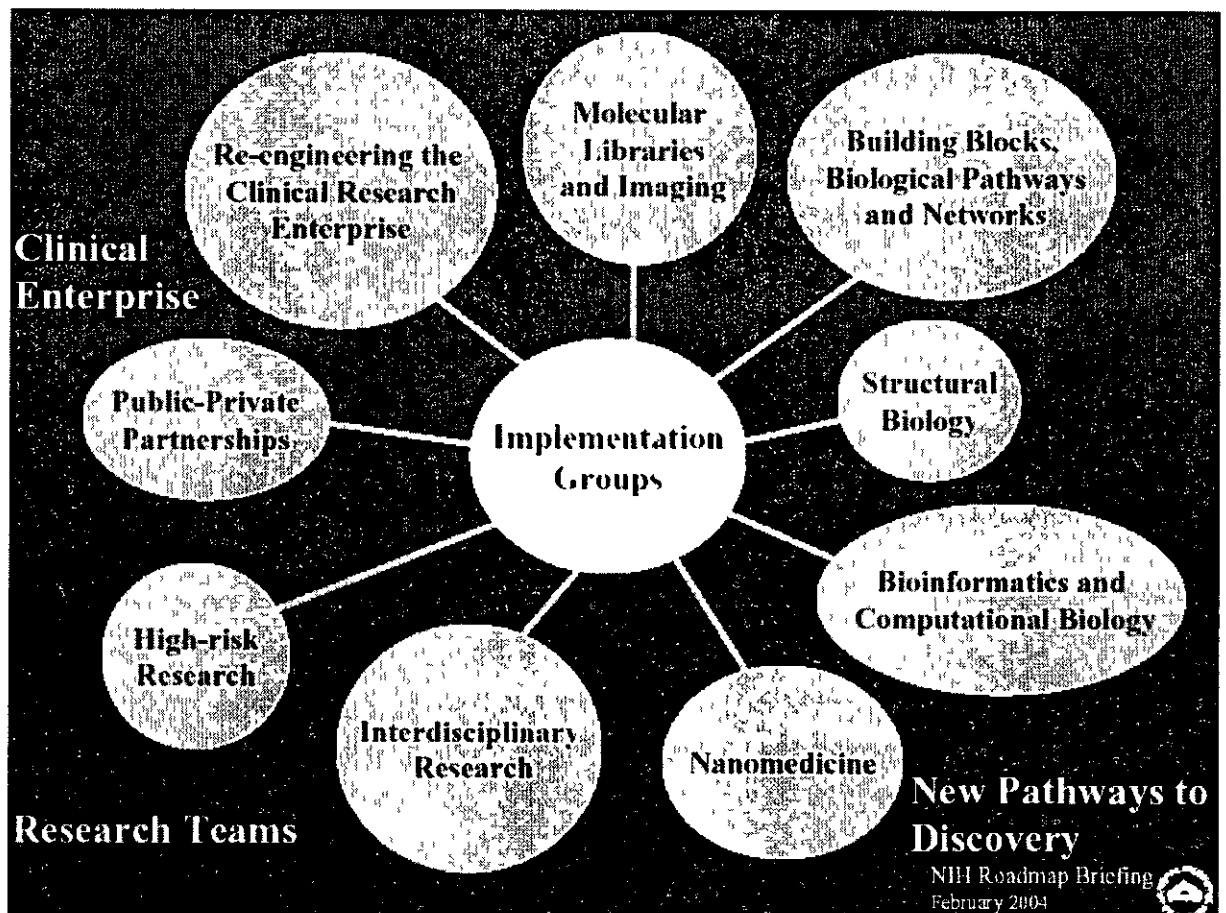 Re-engineering the
Clinical Research
Enterprise
Molecular
Libraries
and Imaging
Building Blocks,
Biological Pathways
and Networks
Clinical
Enterprise
Public-Private
Partnerships
Implementation
Groups
Structural
Biology
Bioinformatics and
Computational Biology
High-risk
Research
Interdisciplinary
Research
Nanomedicine
Research Teams
New Pathways to
Discovery
NIH Roadmap Briefing
February 2004